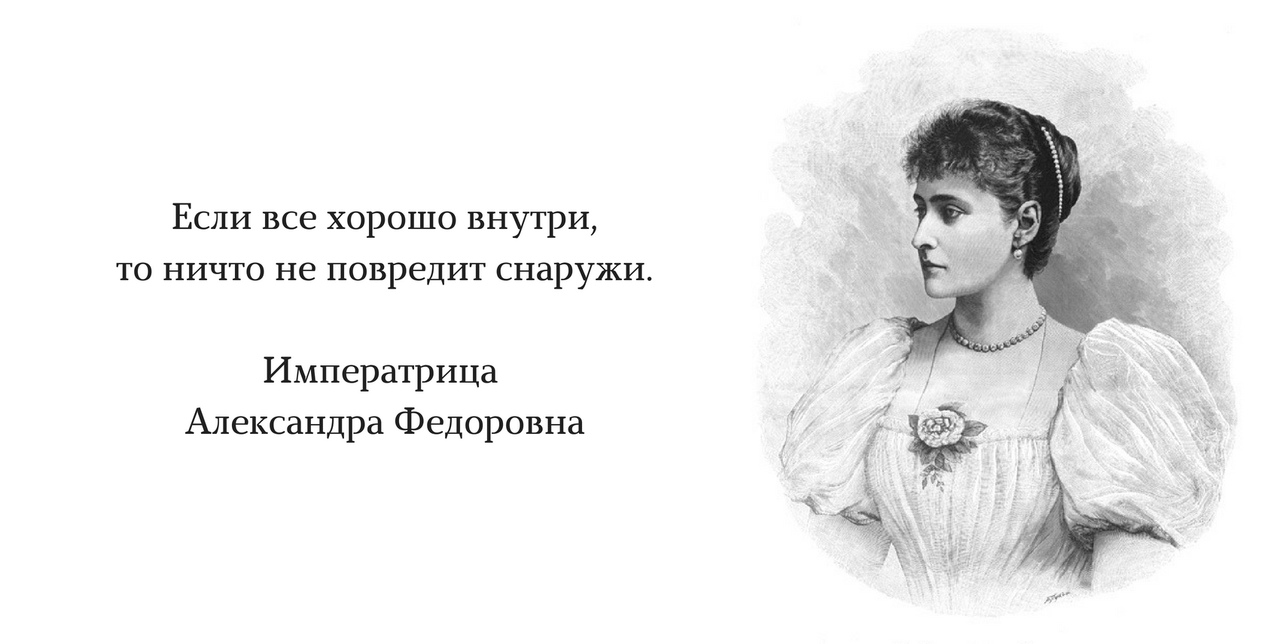 Если все хорошо внутри,
то ничто не повредит снаружи.
Императрица
Александра Федоровна